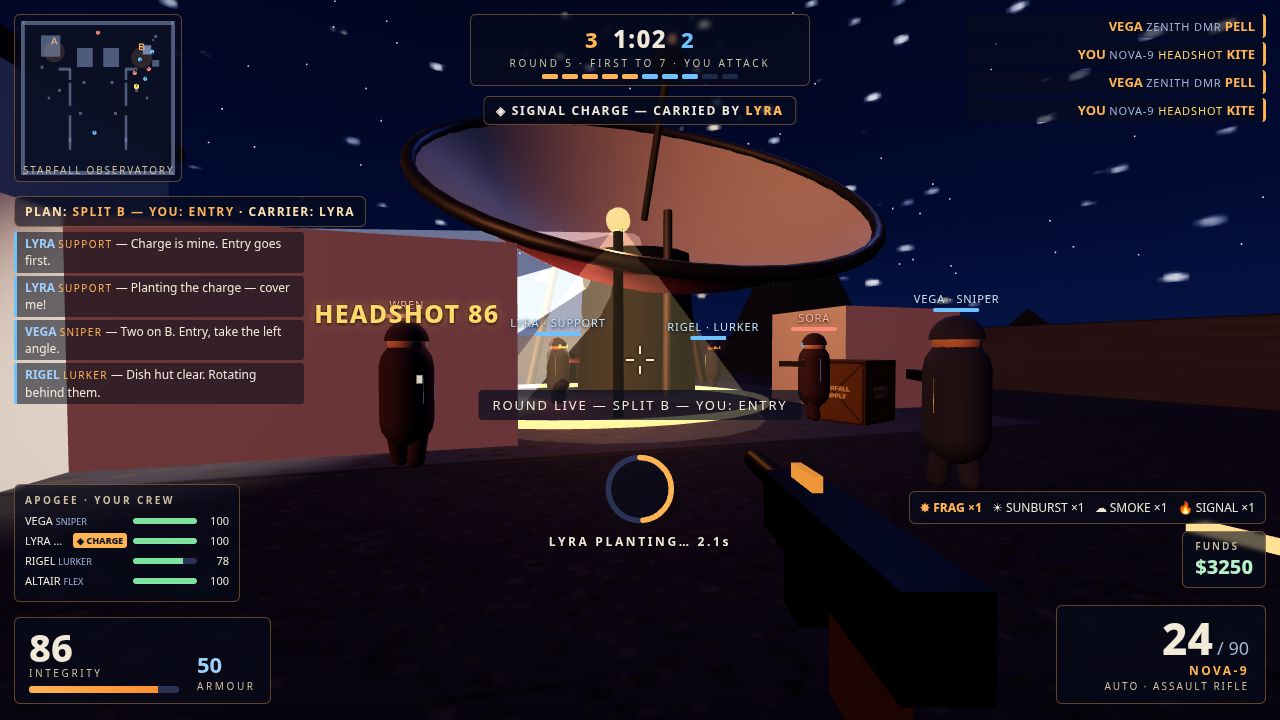 A
B
STARFALL OBSERVATORY
3 1:02 2
ROUND 5 · FIRST TO 7 · YOU ATTACK
◈ SIGNAL CHARGE — CARRIED BY LYRA
VEGA ZENITH DMR PELL
YOU NOVA-9 HEADSHOT KITE
VEGA ZENITH DMR PELL
YOU NOVA-9 HEADSHOT KITE
PLAN: SPLIT B — YOU: ENTRY · CARRIER: LYRA
LYRA SUPPORT — Charge is mine. Entry goes
first.
LYRA SUPPORT — Planting the charge — cover
me!
VEGA SNIPER — Two on B. Entry, take the left
angle.
RIGEL LURKER — Dish hut clear. Rotating
behind them.
WREN
HEADSHOT 86
LYRA · SUPPORT
RIGEL · LURKER
SORA
VEGA · SNIPER
ROUND LIVE — SPLIT B — YOU: ENTRY
LYRA PLANTING… 2.1s
APOGEE · YOUR CREW
VEGA SNIPER 100
LYRA … ◈ CHARGE 100
RIGEL LURKER 78
ALTAIR FLEX 100
86
INTEGRITY
50
ARMOUR
✸ FRAG ×1 ☀ SUNBURST ×1 ☁ SMOKE ×1 🔥 SIGNAL ×1
FUNDS
$3250
24 / 90
NOVA-9
AUTO · ASSAULT RIFLE